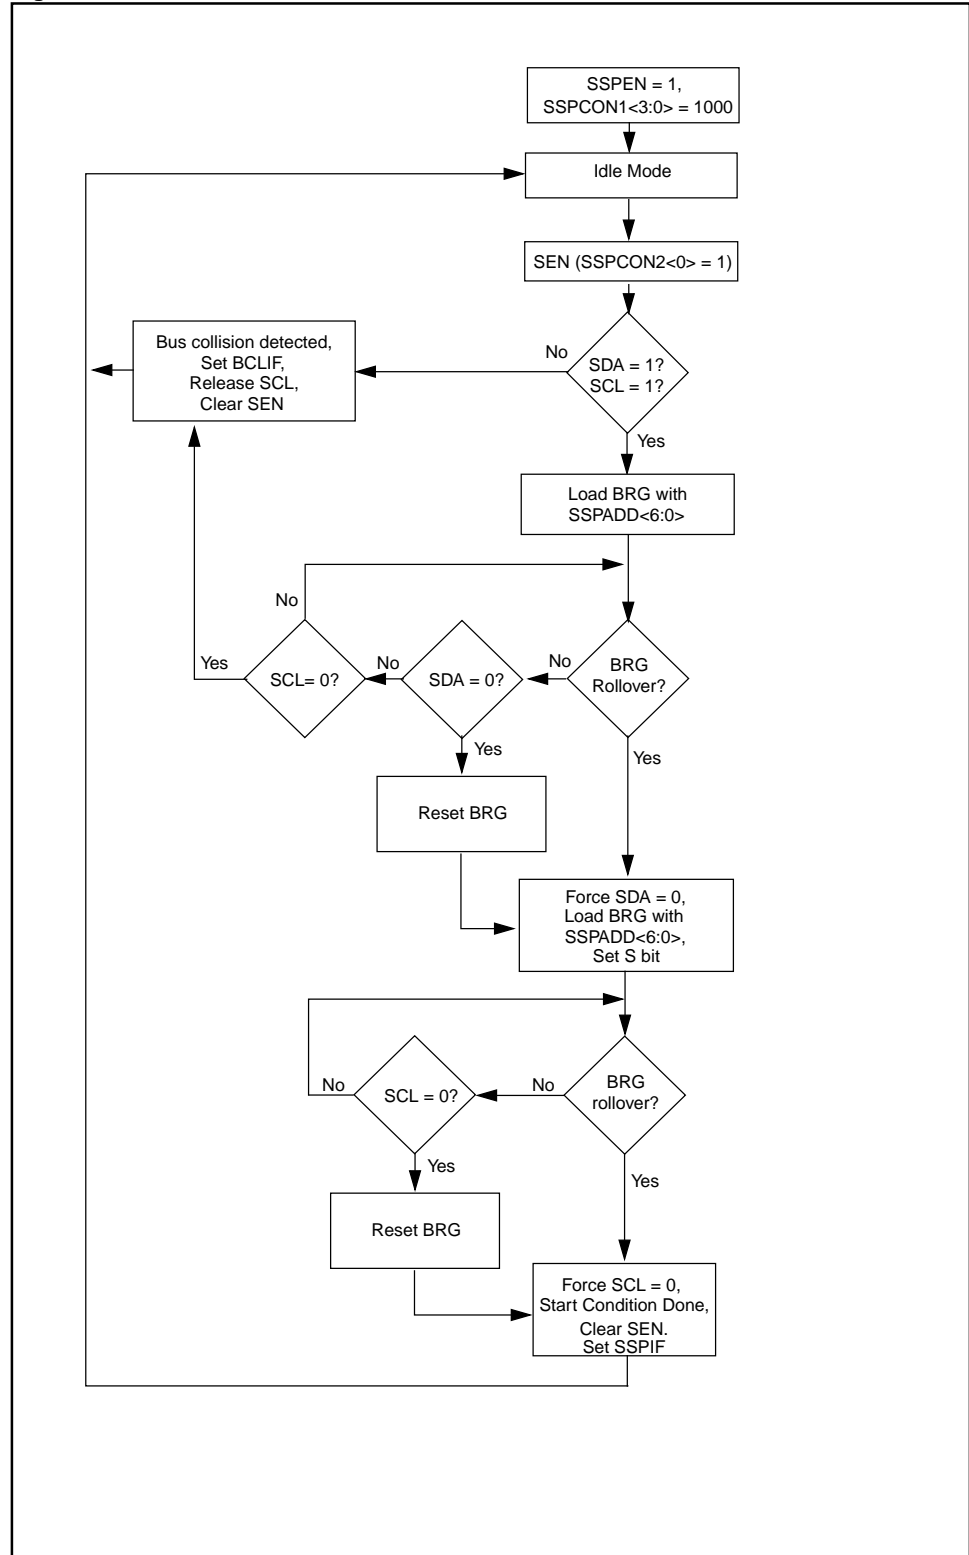 SSPEN = 1,
SSPCON1<3:0> = 1000
Idle Mode
SEN (SSPCON2<0> = 1)
Bus collision detected,
Set BCLIF,
Release SCL,
Clear SEN
No
SDA = 1?
SCL = 1?
Yes
Load BRG with
SSPADD<6:0>
No
Yes
SCL= 0?
No
SDA = 0?
No
BRG
Rollover?
Yes
Yes
Reset BRG
Force SDA = 0,
Load BRG with
SSPADD<6:0>,
Set S bit
No
SCL = 0?
No
BRG
rollover?
Yes
Yes
Reset BRG
Force SCL = 0,
Start Condition Done,
Clear SEN.
Set SSPIF